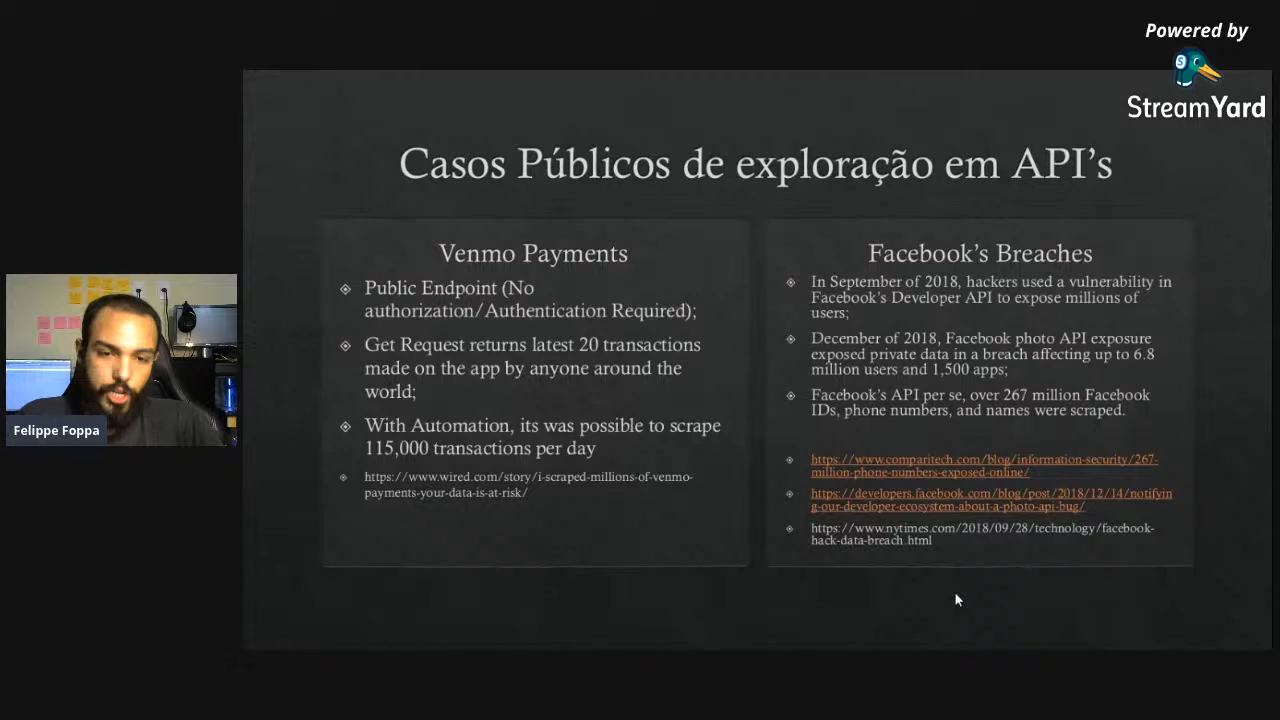 Powered by
StreamYard
Casos Públicos de exploração em API's
Venmo Payments
Public Endpoint (No
authorization/Authentication Required);
Get Request returns latest 20 transactions
made on the app by anyone around the
world;
With Automation, its was possible to scrape
115,000 transactions per day
https://www.wired.com/story/i-scraped-millions-of-venmo-
payments-your-data-is-at-risk/
Facebook's Breaches
In September of 2018, hackers used a vulnerability in
Facebook's Developer API to expose millions of
users;
December of 2018, Facebook photo API exposure
exposed private data in a breach affecting up to 6.8
million users and 1,500 apps;
Facebook's API per se, over 267 million Facebook
IDs, phone numbers, and names were scraped.
https://www.comparitech.com/blog/information-security/267-
million-phone-numbers-exposed-online/
https://developers.facebook.com/blog/post/2018/12/14/notifyin
g-our-developer-ecosystem-about-a-photo-api-bug/
https://www.nytimes.com/2018/09/28/technology/facebook-
hack-data-breach.html
Felippe Foppa